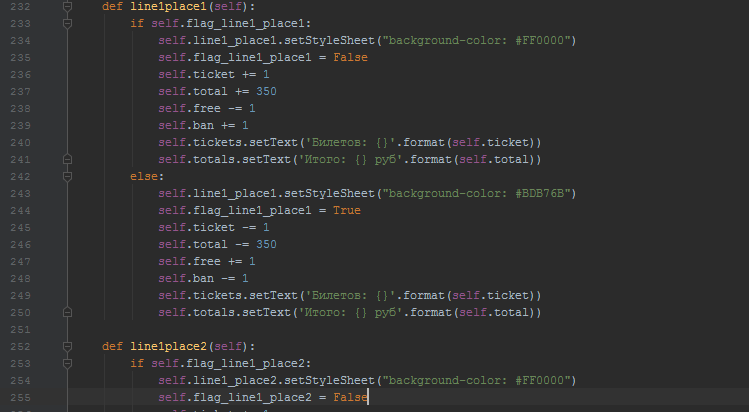 232 def line1place1(self):
233 if self.flag_line1_place1:
234 self.line1_place1.setStyleSheet("background-color: #FF0000")
235 self.flag_line1_place1 = False
236 self.ticket += 1
237 self.total += 350
238 self.free -= 1
239 self.ban += 1
240 self.tickets.setText('Билетов: {}'.format(self.ticket))
241 self.totals.setText('Итого: {} руб'.format(self.total))
242 else:
243 self.line1_place1.setStyleSheet("background-color: #BDB76B")
244 self.flag_line1_place1 = True
245 self.ticket -= 1
246 self.total -= 350
247 self.free += 1
248 self.ban -= 1
249 self.tickets.setText('Билетов: {}'.format(self.ticket))
250 self.totals.setText('Итого: {} руб'.format(self.total))
251
252 def line1place2(self):
253 if self.flag_line1_place2:
254 self.line1_place2.setStyleSheet("background-color: #FF0000")
255 self.flag_line1_place2 = False